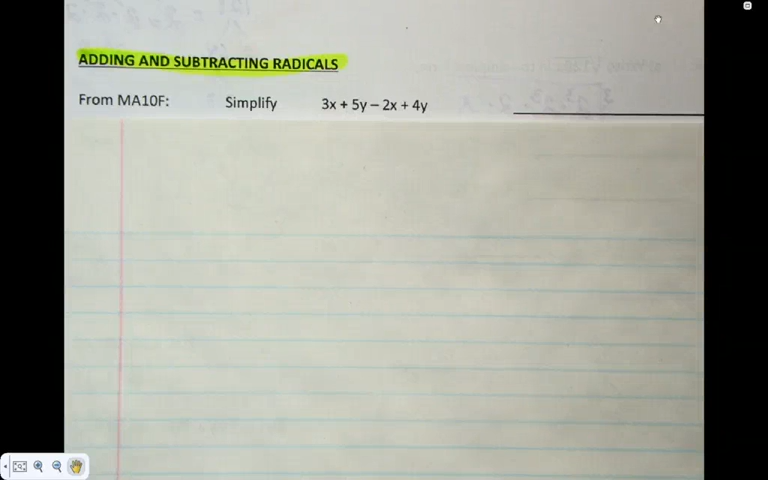 ADDING AND SUBTRACTING RADICALS
From MA10F: Simplify 3x + 5y – 2x + 4y